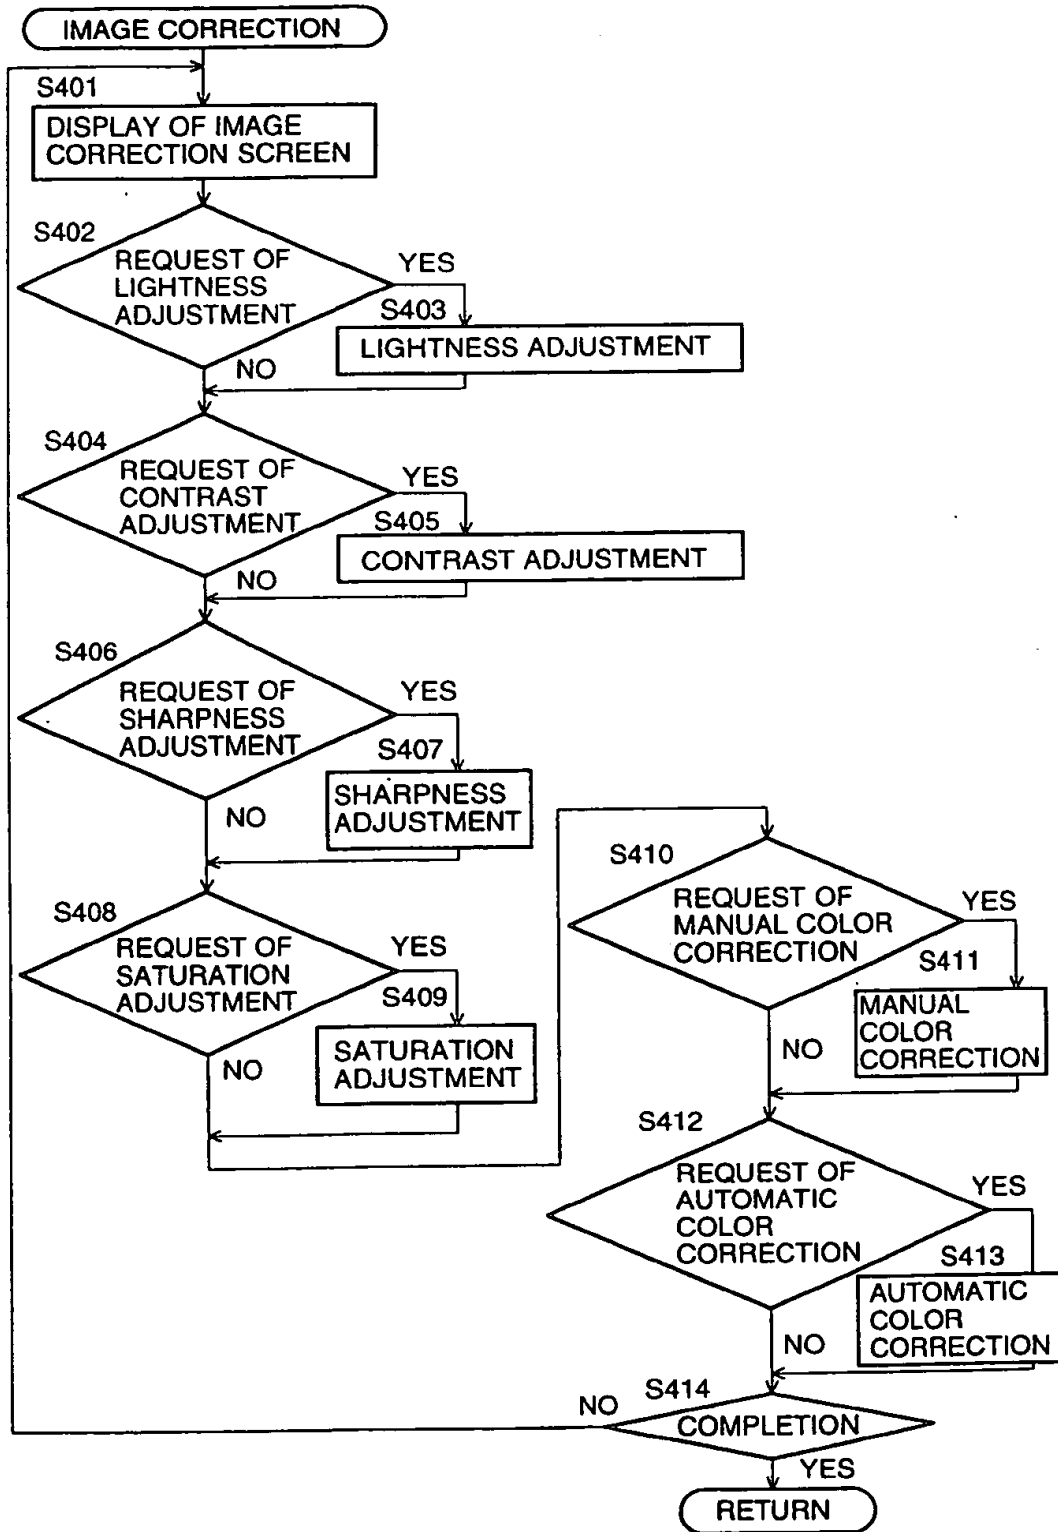 IMAGE CORRECTION
S401
DISPLAY OF IMAGE
CORRECTION SCREEN
S402
REQUEST OF
LIGHTNESS
ADJUSTMENT
YES
S403
LIGHTNESS ADJUSTMENT
NO
S404
REQUEST OF
CONTRAST
ADJUSTMENT
YES
S405
CONTRAST ADJUSTMENT
NO
S406
REQUEST OF
SHARPNESS
ADJUSTMENT
YES
S407
SHARPNESS
ADJUSTMENT
NO
S408
REQUEST OF
SATURATION
ADJUSTMENT
YES
S409
SATURATION
ADJUSTMENT
NO
S410
REQUEST OF
MANUAL COLOR
CORRECTION
YES
S411
MANUAL
COLOR
CORRECTION
NO
S412
REQUEST OF
AUTOMATIC
COLOR
CORRECTION
YES
S413
AUTOMATIC
COLOR
CORRECTION
NO
S414
COMPLETION
NO
YES
RETURN